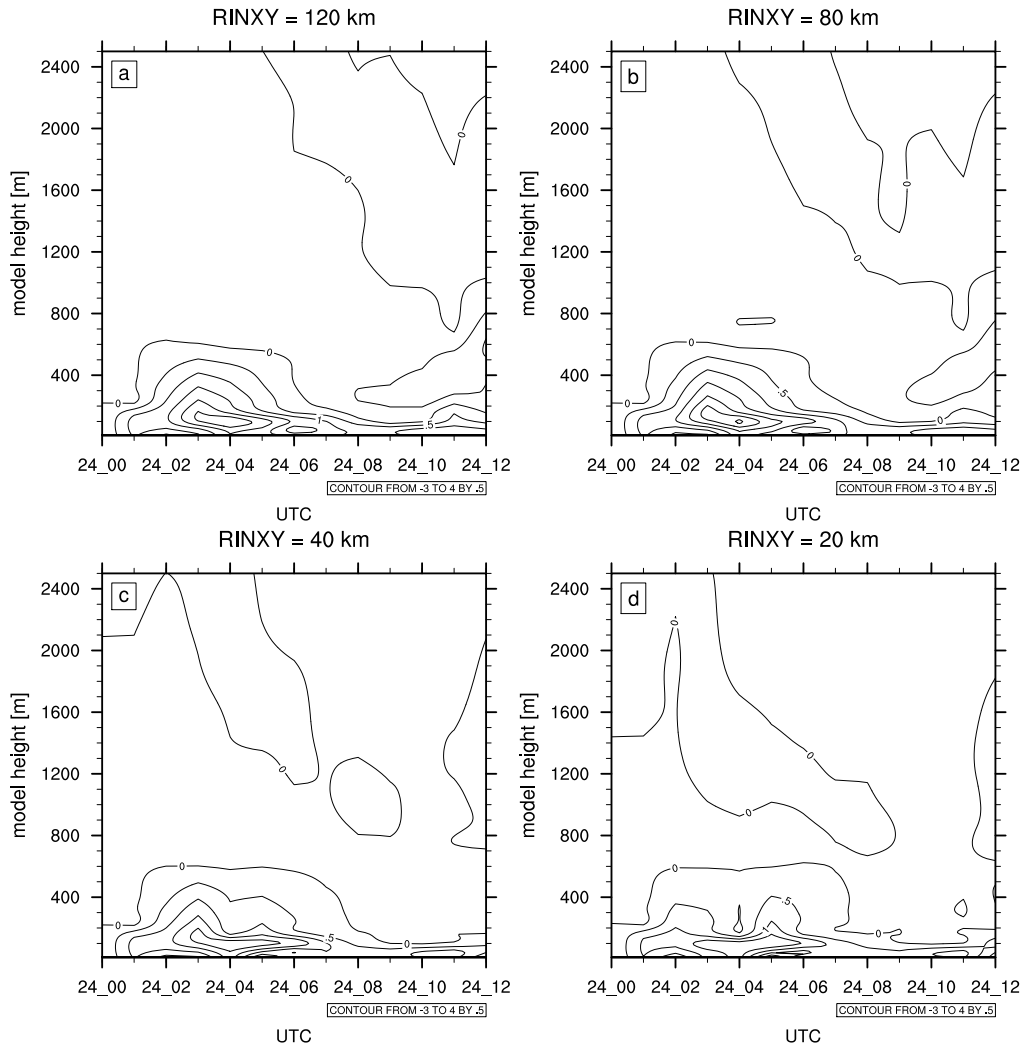 RINXY = 120 km
RINXY = 80 km
a
b
model height [m]
2400
2000
1600
1200
800
400
0
0
0
0
0
1
.5
24_00 24_02 24_04 24_06 24_08 24_10 24_12
CONTOUR FROM -3 TO 4 BY .5
UTC
model height [m]
2400
2000
1600
1200
800
400
0
0
0
0
.5
0
24_00 24_02 24_04 24_06 24_08 24_10 24_12
CONTOUR FROM -3 TO 4 BY .5
UTC
RINXY = 40 km
RINXY = 20 km
c
d
model height [m]
2400
2000
1600
1200
800
400
0
0
0
.5
0
24_00 24_02 24_04 24_06 24_08 24_10 24_12
CONTOUR FROM -3 TO 4 BY .5
UTC
model height [m]
2400
2000
1600
1200
800
400
0
0
0
0
.5
1
0
24_00 24_02 24_04 24_06 24_08 24_10 24_12
CONTOUR FROM -3 TO 4 BY .5
UTC